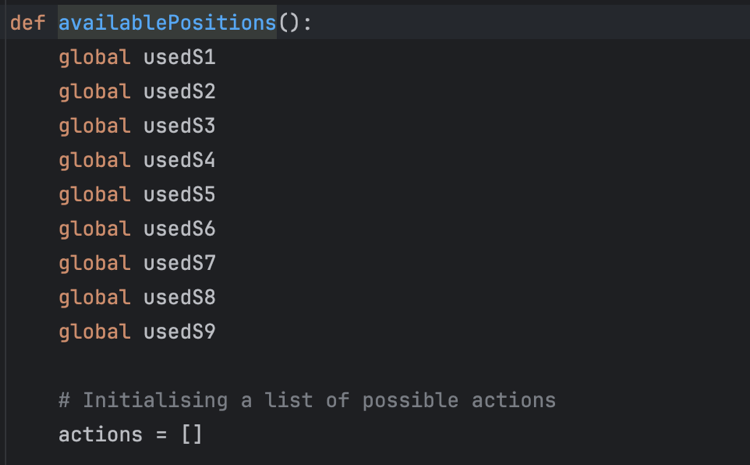 def availablePositions():
global usedS1
global usedS2
global usedS3
global usedS4
global usedS5
global usedS6
global usedS7
global usedS8
global usedS9
# Initialising a list of possible actions
actions = []